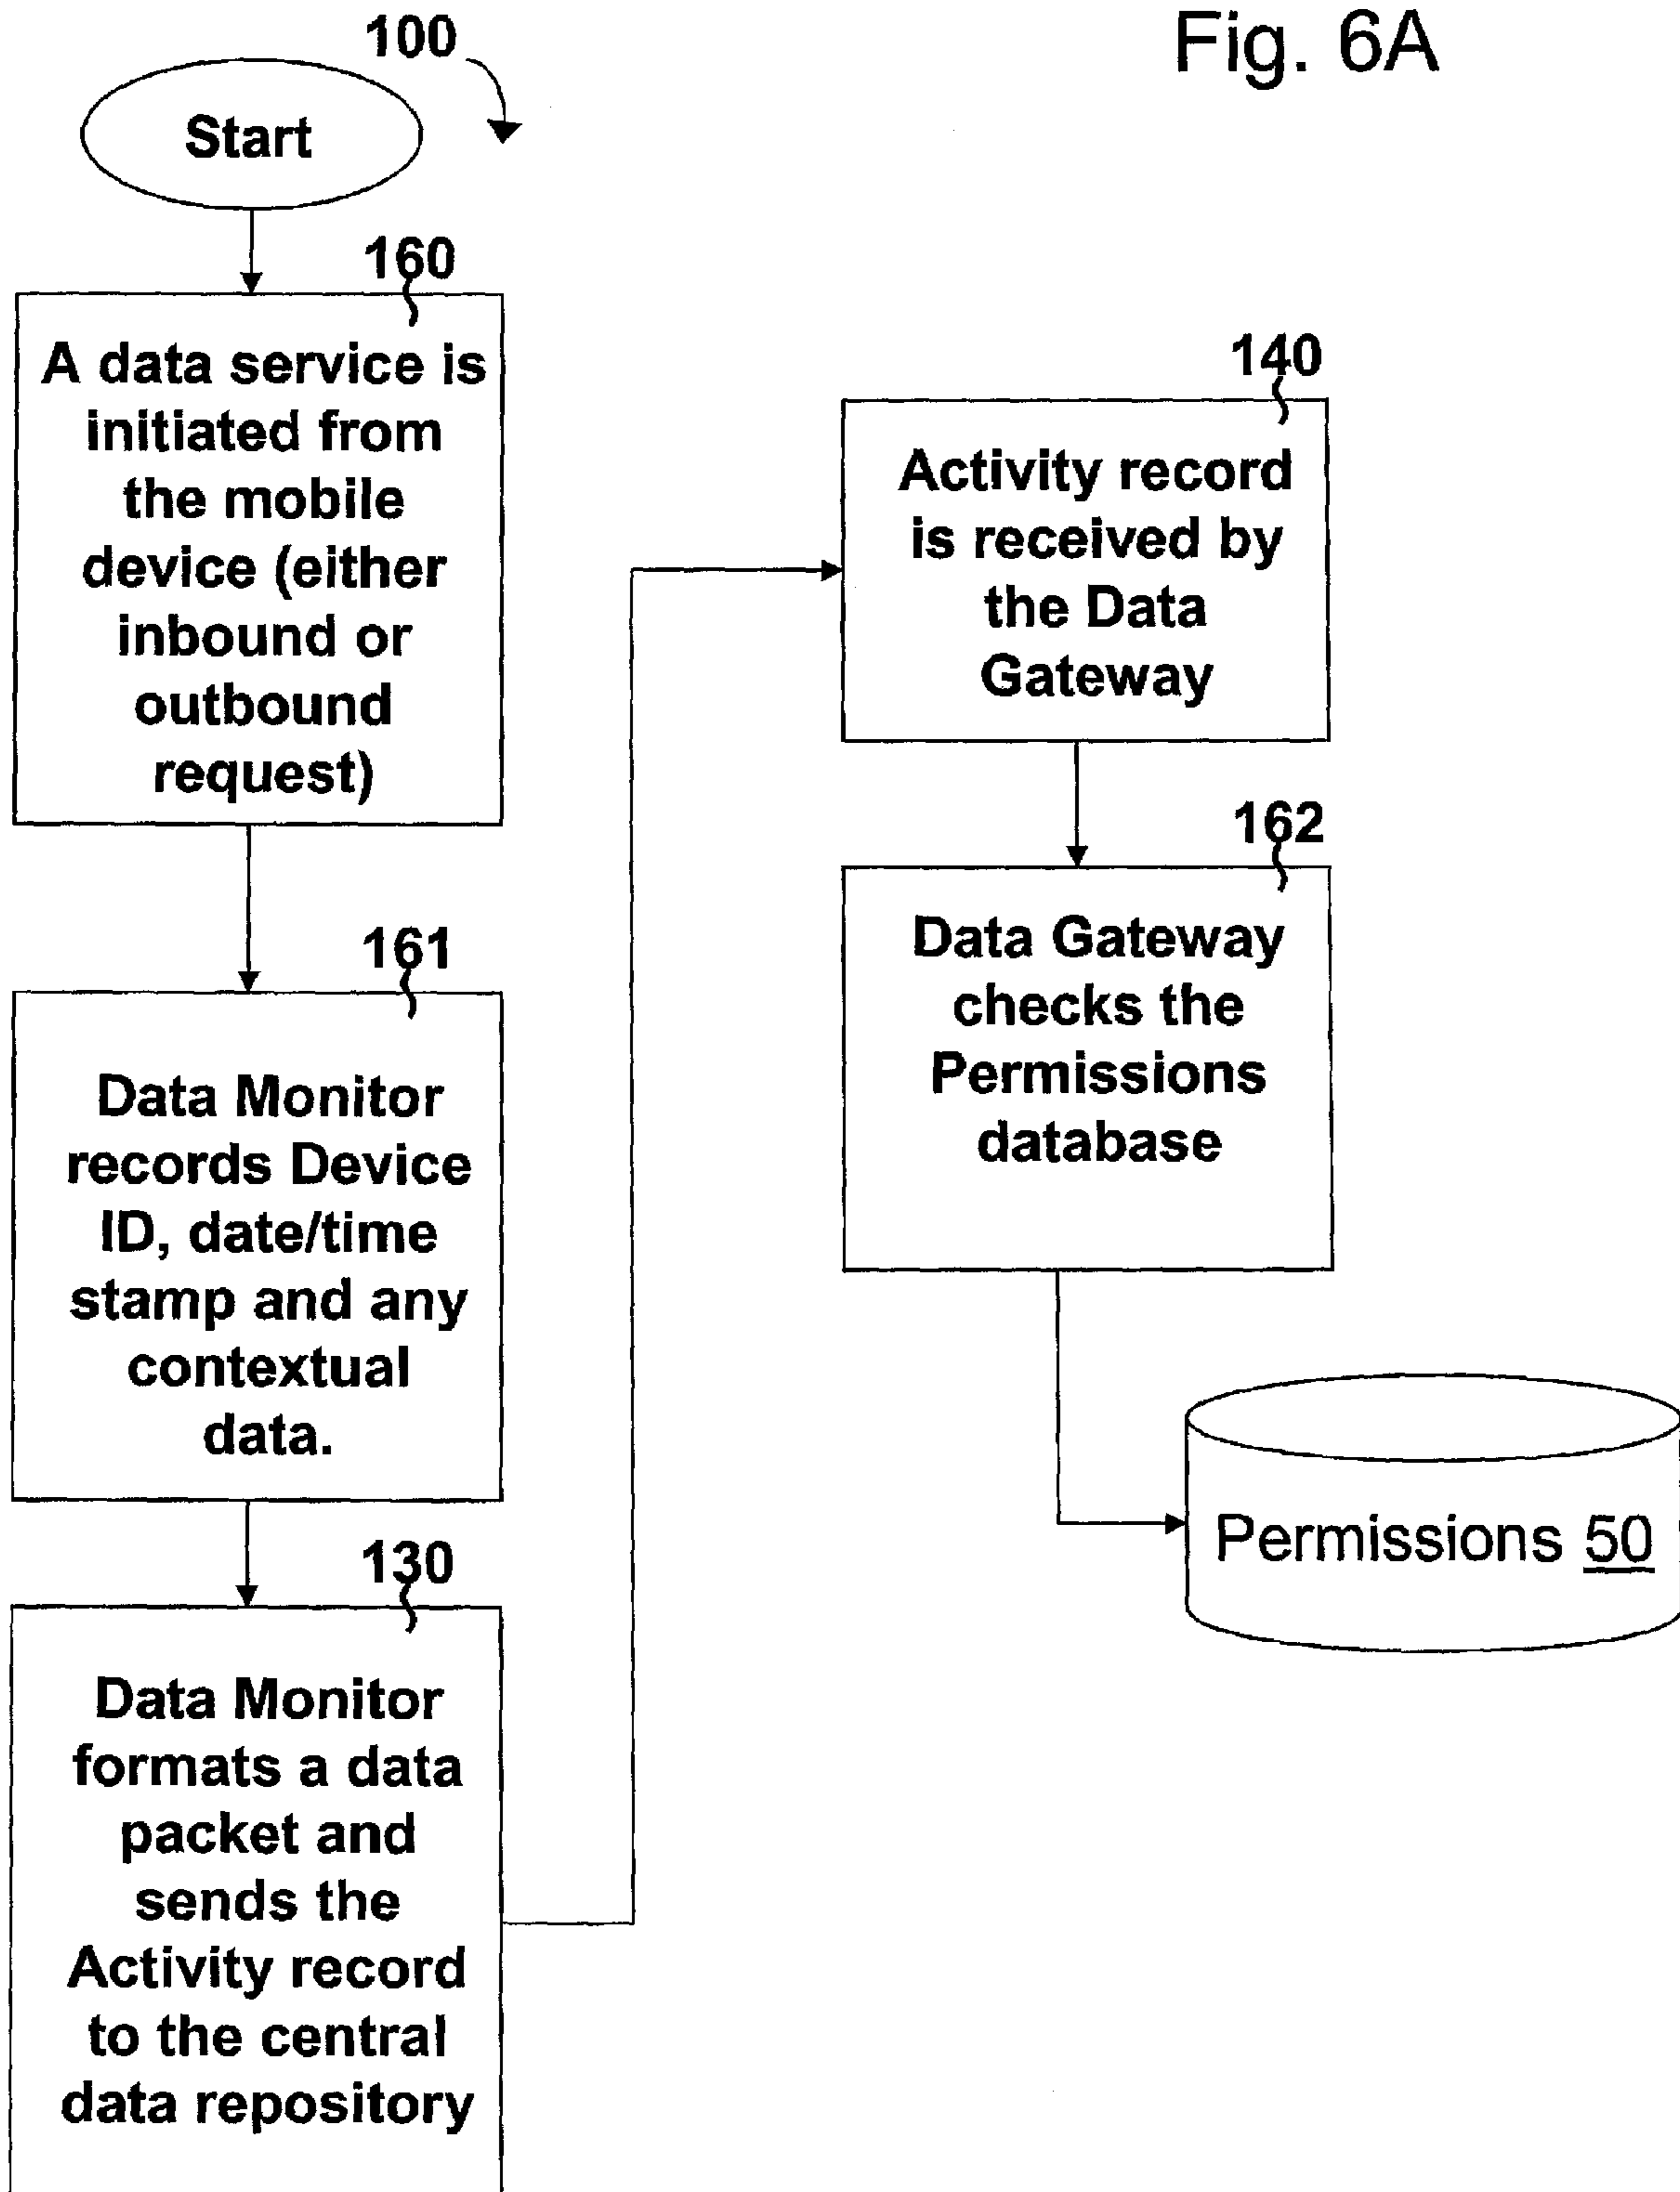 Fig. 6A
100
Start
160
A data service is
initiated from
the mobile
device (either
inbound or
outbound
request)
161
Data Monitor
records Device
ID, date/time
stamp and any
contextual
data.
130
Data Monitor
formats a data
packet and
sends the
Activity record
to the central
data repository
140
Activity record
is received by
the Data
Gateway
162
Data Gateway
checks the
Permissions
database
Permissions 50